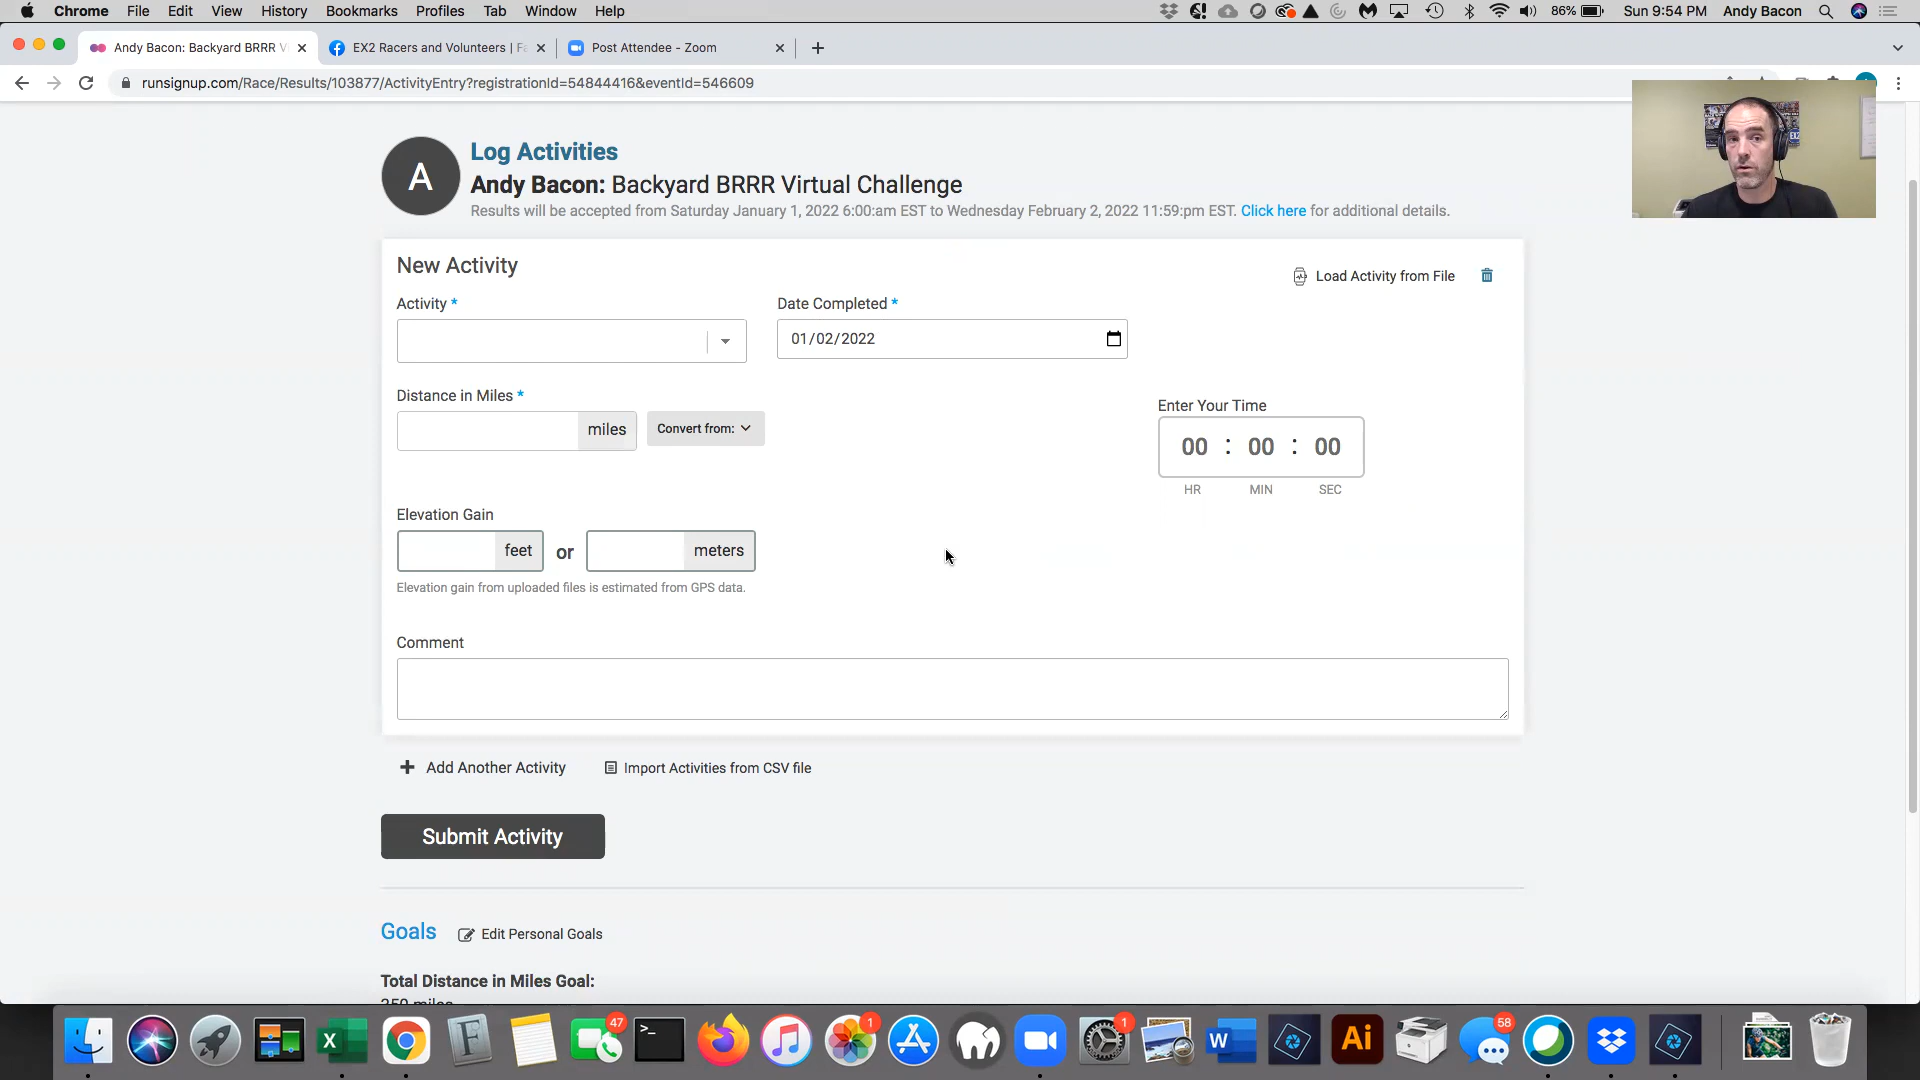 Chrome File Edit View History Bookmarks Profiles Tab Window Help 86% Sun 9:54 PM Andy Bacon
Andy Bacon: Backyard BRRR V EX2 Racers and Volunteers | Fa Post Attendee - Zoom
runsignup.com/Race/Results/103877/ActivityEntry?registrationId=54844416&eventId=546609
A
Log Activities
Andy Bacon: Backyard BRRR Virtual Challenge
Results will be accepted from Saturday January 1, 2022 6:00:am EST to Wednesday February 2, 2022 11:59:pm EST. Click here for additional details.
New Activity
Load Activity from File
Activity *
Date Completed *
01/02/2022
Distance in Miles *
miles
Convert from:
Enter Your Time
00 : 00 : 00
HR MIN SEC
Elevation Gain
feet or meters
Elevation gain from uploaded files is estimated from GPS data.
Comment
+ Add Another Activity
Import Activities from CSV file
Submit Activity
Goals
Edit Personal Goals
Total Distance in Miles Goal:
250 miles
47 1 1 58
X F >_ W Ai